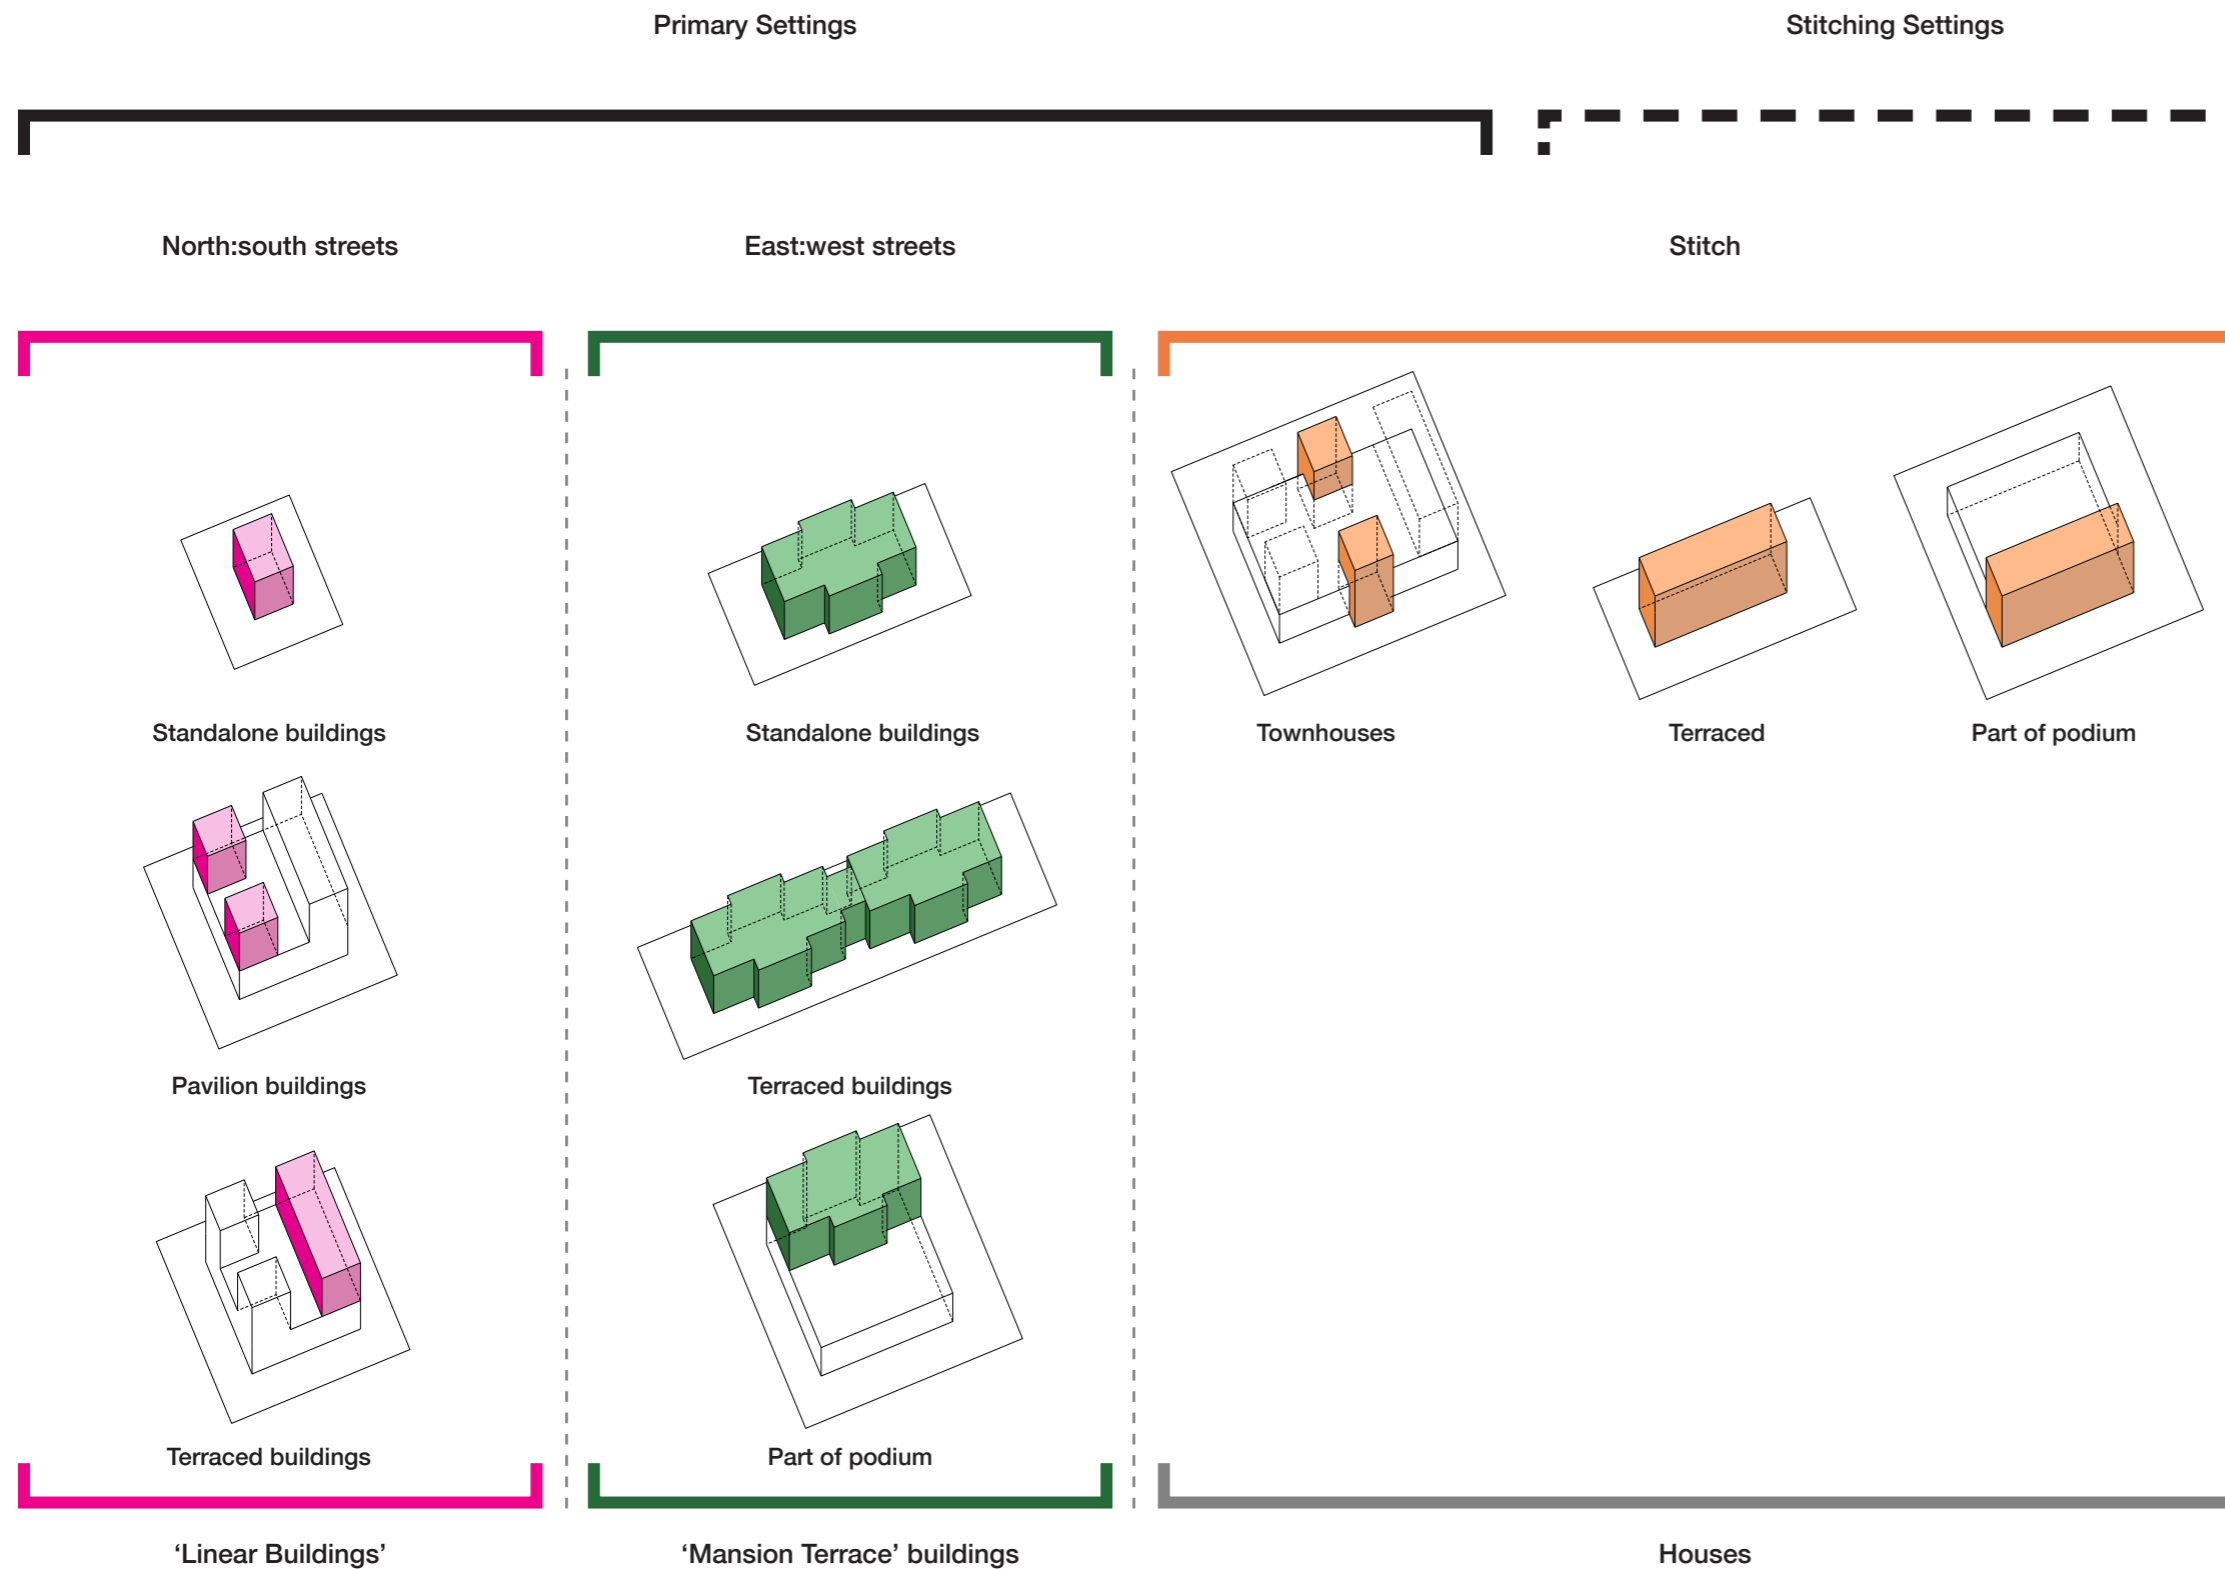 Primary Settings
Stitching Settings
North:south streets
East:west streets
Stitch
Standalone buildings
Standalone buildings
Townhouses
Terraced
Part of podium
Pavilion buildings
Terraced buildings
Terraced buildings
Part of podium
‘Linear Buildings’
‘Mansion Terrace’ buildings
Houses